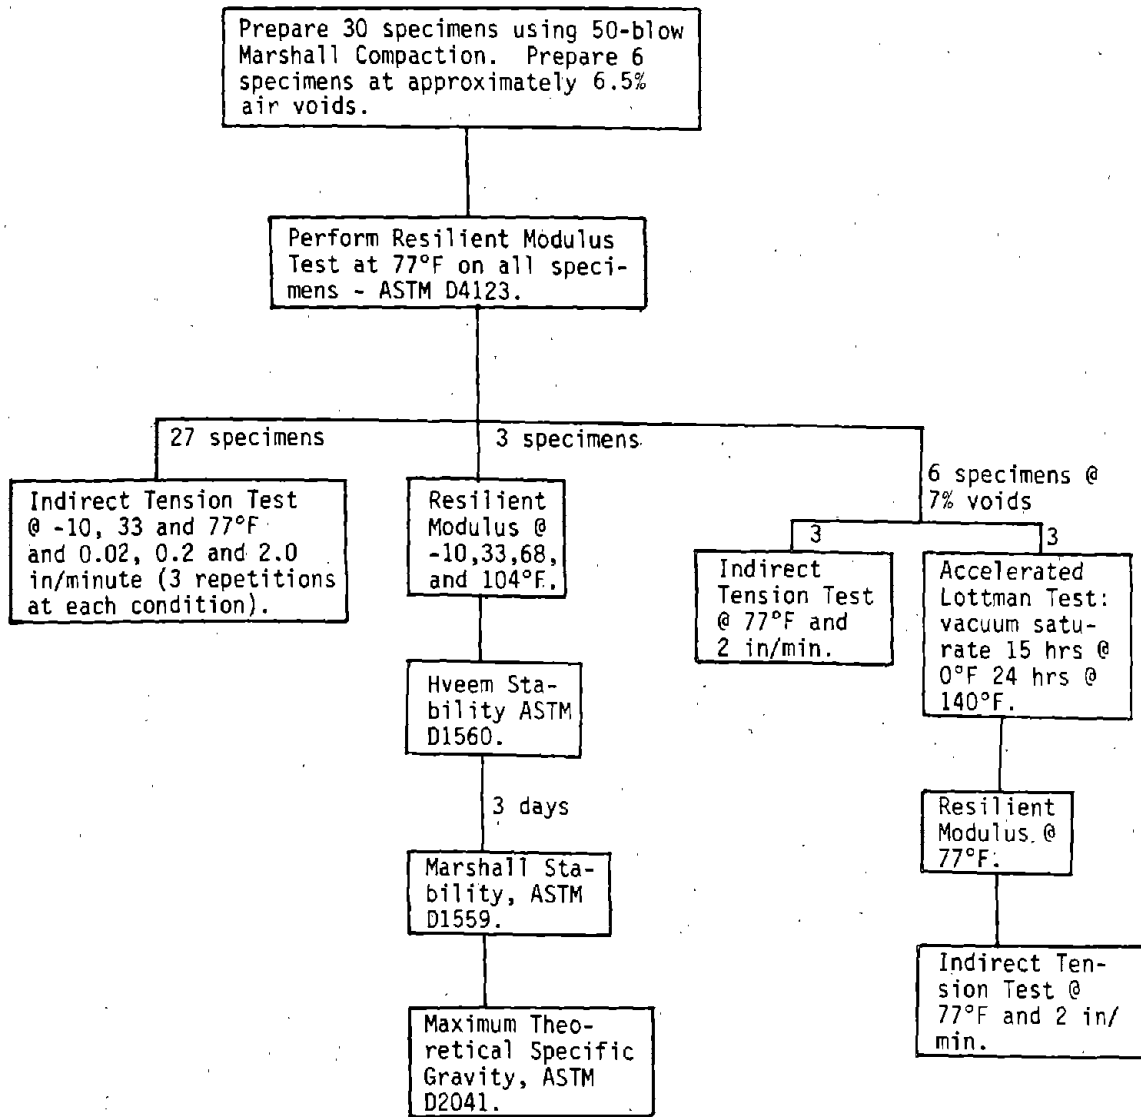 Prepare 30 specimens using 50-blow
Marshall Compaction. Prepare 6
specimens at approximately 6.5%
air voids.
Perform Resilient Modulus
Test at 77°F on all speci-
mens - ASTM D4123.
27 specimens
3 specimens
6 specimens @
7% voids
Indirect Tension Test
@ -10, 33 and 77°F
and 0.02, 0.2 and 2.0
in/minute (3 repetitions
at each condition).
Resilient
Modulus @
-10,33,68,
and 104°F.
Hveem Sta-
bility ASTM
D1560.
3 days
Marshall Sta-
bility, ASTM
D1559.
Maximum Theo-
retical Specific
Gravity, ASTM
D2041.
3
Indirect
Tension Test
@ 77°F and
2 in/min.
3
Accelerated
Lottman Test:
vacuum satu-
rate 15 hrs @
0°F 24 hrs @
140°F.
Resilient
Modulus @
77°F.
Indirect Ten-
sion Test @
77°F and 2 in/
min.